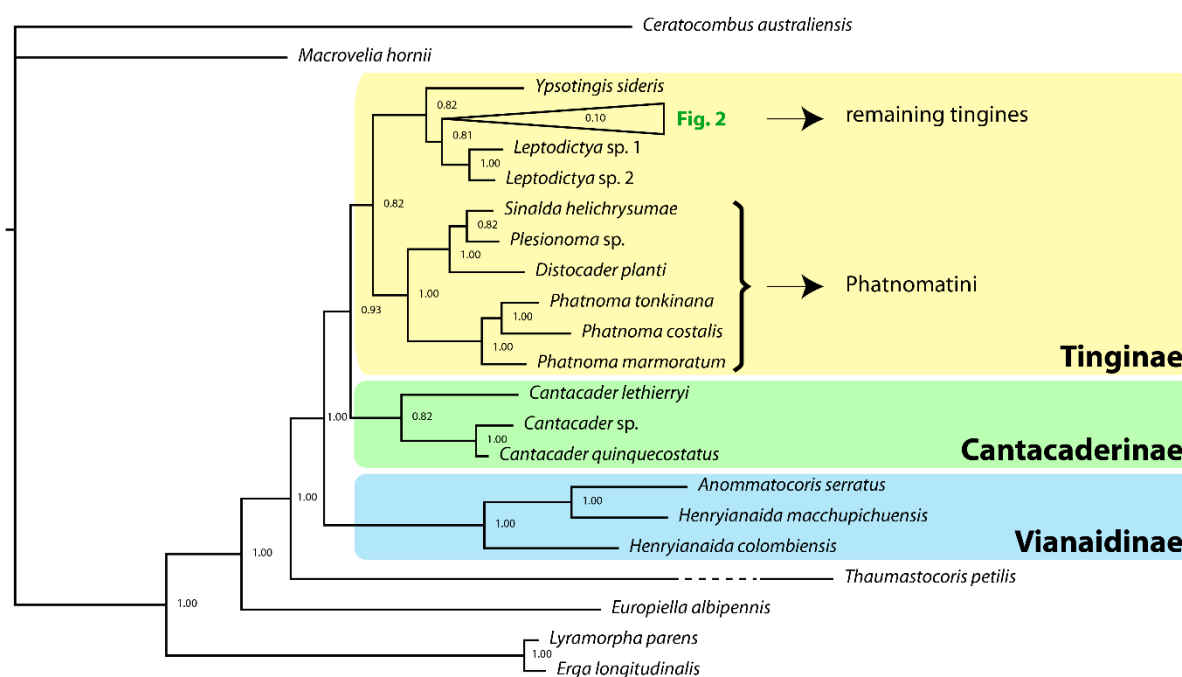 Ceratocombus australiensis
Macrovelia hornii
Ypsotingis sideris
0.82
0.10
Fig. 2
remaining tingines
0.81
Leptodictya sp. 1
1.00
Leptodictya sp. 2
0.82
Sinalda helichrysumae
0.82
Plesionoma sp.
1.00
Distocader planti
Phatnomatini
1.00
Phatnoma tonkinana
0.93
1.00
Phatnoma costalis
1.00
Phatnoma marmoratum
Tinginae
Cantacader lethierryi
1.00
0.82
Cantacader sp.
1.00
Cantacaderinae
Cantacader quinquecostatus
Anommatocoris serratus
1.00
1.00
Henryianaida macchupichuensis
1.00
Vianaidinae
Henryianaida colombiensis
1.00
Thaumastocoris petilis
1.00
Europiella albipennis
Lyramorpha parens
1.00
Erga longitudinalis